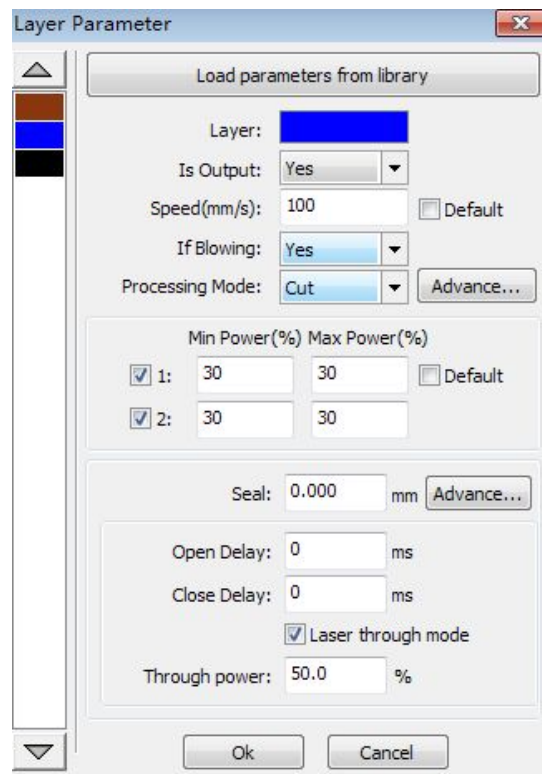 Layer Parameter
Load parameters from library
Layer:
Is Output: Yes
Speed(mm/s): 100 Default
If Blowing: Yes
Processing Mode: Cut Advance...
Min Power(%) Max Power(%)
1: 30 30 Default
2: 30 30
Seal: 0.000 mm Advance...
Open Delay: 0 ms
Close Delay: 0 ms
Laser through mode
Through power: 50.0 %
Ok Cancel